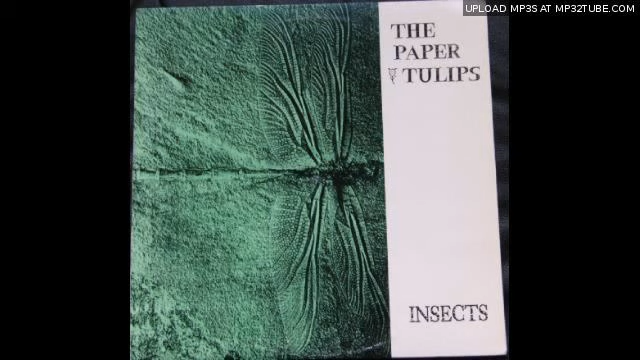 UPLOAD MP3S AT MP32TUBE.COM
THE
PAPER
TULIPS
INSECTS